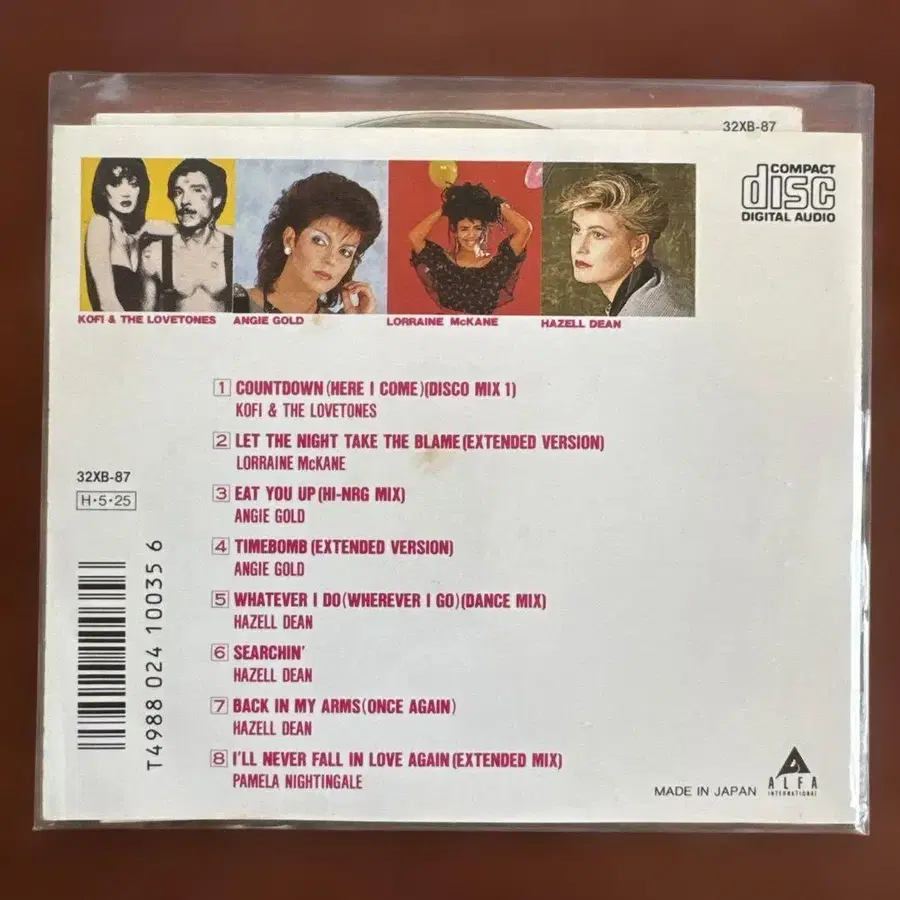 32XB-87
COMPACT
disc
DIGITAL AUDIO
KOFI & THE LOVETONES
ANGIE GOLD
LORRAINE McKANE
HAZELL DEAN
1 COUNTDOWN(HERE I COME)(DISCO MIX 1)
KOFI & THE LOVETONES
2 LET THE NIGHT TAKE THE BLAME(EXTENDED VERSION)
LORRAINE McKANE
3 EAT YOU UP(HI-NRG MIX)
ANGIE GOLD
4 TIMEBOMB(EXTENDED VERSION)
ANGIE GOLD
5 WHATEVER I DO(WHEREVER I GO)(DANCE MIX)
HAZELL DEAN
6 SEARCHIN'
HAZELL DEAN
7 BACK IN MY ARMS(ONCE AGAIN)
HAZELL DEAN
8 I'LL NEVER FALL IN LOVE AGAIN(EXTENDED MIX)
PAMELA NIGHTINGALE
32XB-87
H·5·25
T4988 024 10035 6
MADE IN JAPAN
ALFA
INTERNATIONAL